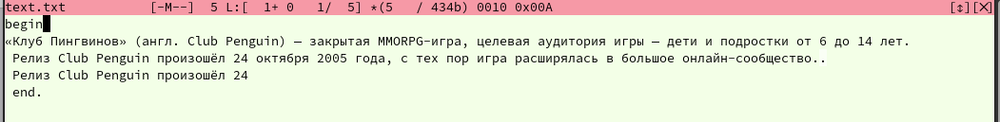 text.txt [-M--] 5 L:[ 1+ 0 1/ 5] *(5 / 434b) 0010 0x00A [↕][X]
begin
«Клуб Пингвинов» (англ. Club Penguin) — закрытая MMORPG-игра, целевая аудитория игры — дети и подростки от 6 до 14 лет.
Релиз Club Penguin произошёл 24 октября 2005 года, с тех пор игра расширялась в большое онлайн-сообщество..
Релиз Club Penguin произошёл 24
end.